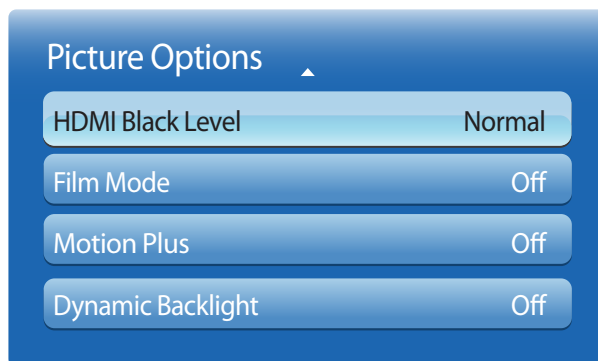 Picture Options
HDMI Black Level Normal
Film Mode Off
Motion Plus Off
Dynamic Backlight Off